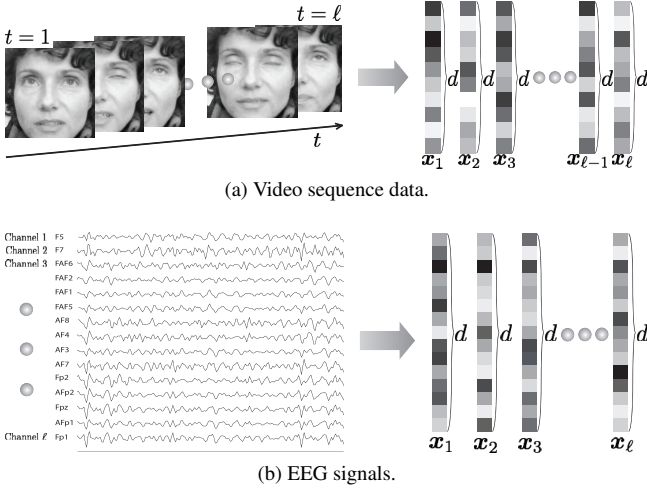 t = 1
t = ℓ
t
d d d d d
x₁ x₂ x₃ xℓ₋₁ xℓ
(a) Video sequence data.
Channel 1 F5
Channel 2 F7
Channel 3 FAF6
FAF2
FAF1
FAF5
AF8
AF4
AF3
AF7
Fp2
AFp2
Fpz
AFp1
Channel ℓ Fp1
d d d d
x₁ x₂ x₃ xℓ
(b) EEG signals.